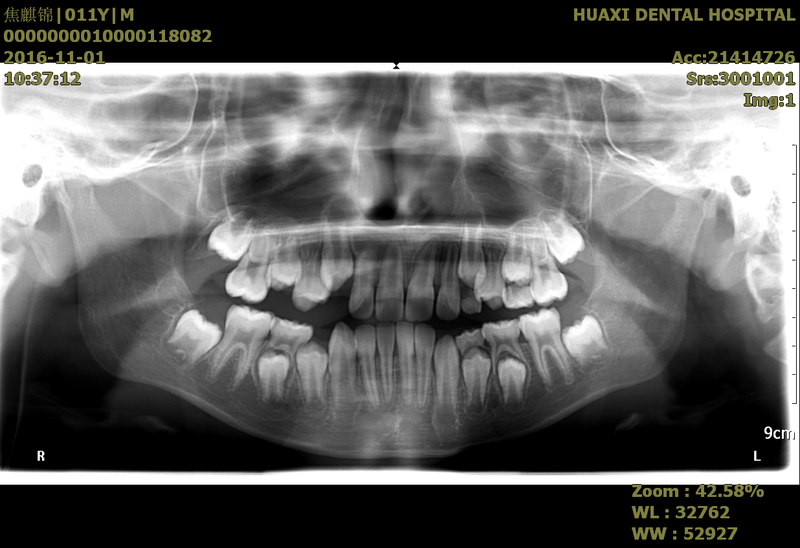 焦麒锦|011Y|M
HUAXI DENTAL HOSPITAL
0000000010000118082
2016-11-01
Acc:21414726
10:37:12
Srs:3001001
Img:1
9cm
R
L
Zoom : 42.58%
WL : 32762
WW : 52927